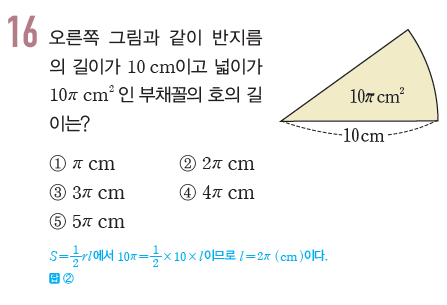 16 오른쪽 그림과 같이 반지름
의 길이가 10 cm이고 넓이가
10π cm² 인 부채꼴의 호의 길
이는?
10π cm²
10 cm
① π cm ② 2π cm
③ 3π cm ④ 4π cm
⑤ 5π cm
S=1/2rl에서 10π=1/2×10×l이므로 l=2π (cm)이다.
답 ②